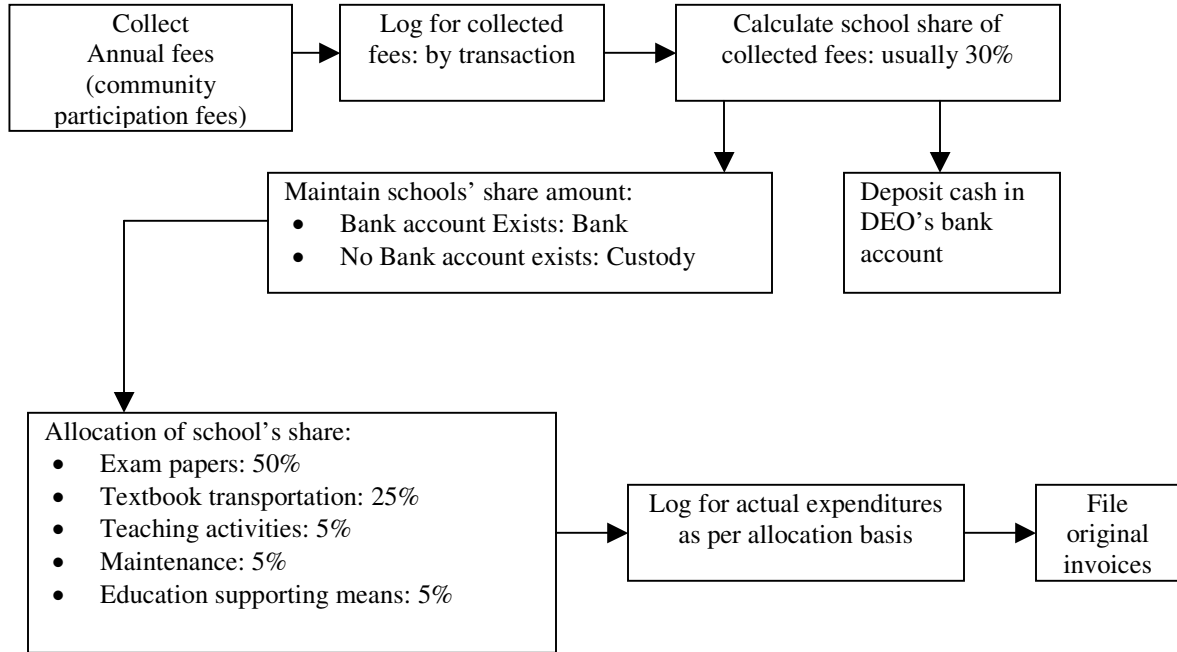 Collect
Annual fees
(community
participation fees)
Log for collected
fees: by transaction
Calculate school share of
collected fees: usually 30%
Maintain schools’ share amount:
• Bank account Exists: Bank
• No Bank account exists: Custody
Deposit cash in
DEO’s bank
account
Allocation of school’s share:
• Exam papers: 50%
• Textbook transportation: 25%
• Teaching activities: 5%
• Maintenance: 5%
• Education supporting means: 5%
Log for actual expenditures
as per allocation basis
File
original
invoices